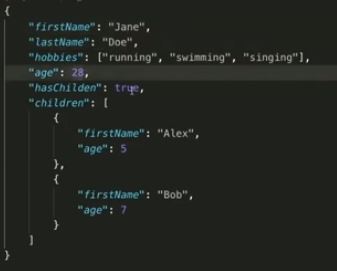 {
"firstName": "Jane",
"lastName": "Doe",
"hobbies": ["running", "swimming", "singing"],
"age": 28,
"hasChilden": true,
"children": [
{
"firstName": "Alex",
"age": 5
},
{
"firstName": "Bob",
"age": 7
}
]
}